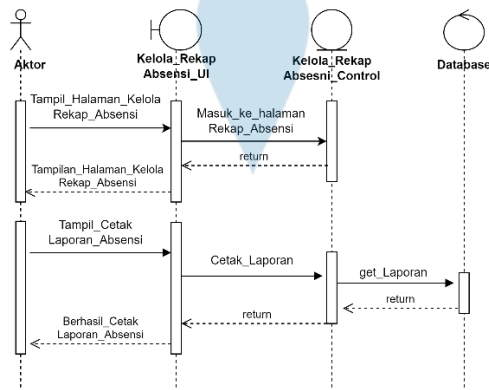 Aktor
Kelola_Rekap
Absensi_UI
Kelola_Rekap
Absesni_Control
Database
Tampil_Halaman_Kelola
Rekap_Absensi
Masuk_ke_halaman
Rekap_Absensi
return
Tampilan_Halaman_Kelola
Rekap_Absensi
Tampil_Cetak
Laporan_Absensi
Cetak_Laporan
get_Laporan
return
return
Berhasil_Cetak
Laporan_Absensi